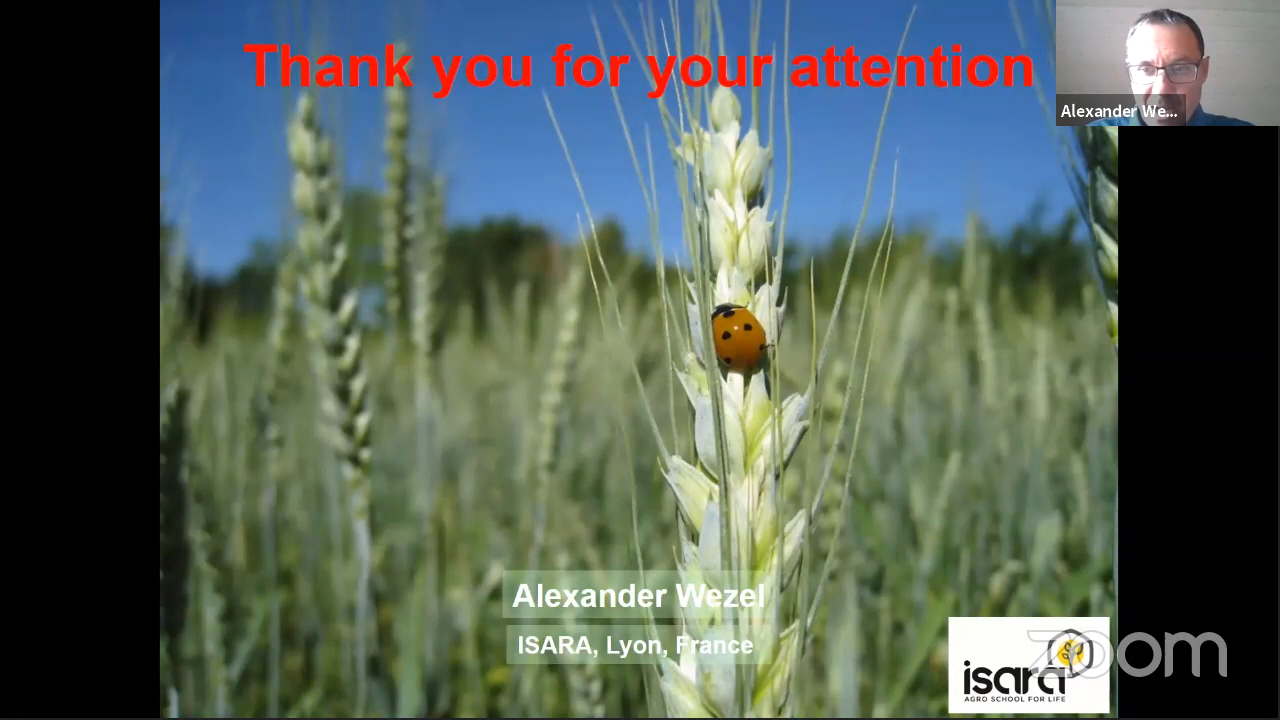 Thank you for your attention
Alexander We...
Alexander Wezel
ISARA, Lyon, France
isara
AGRO SCHOOL FOR LIFE
zoom